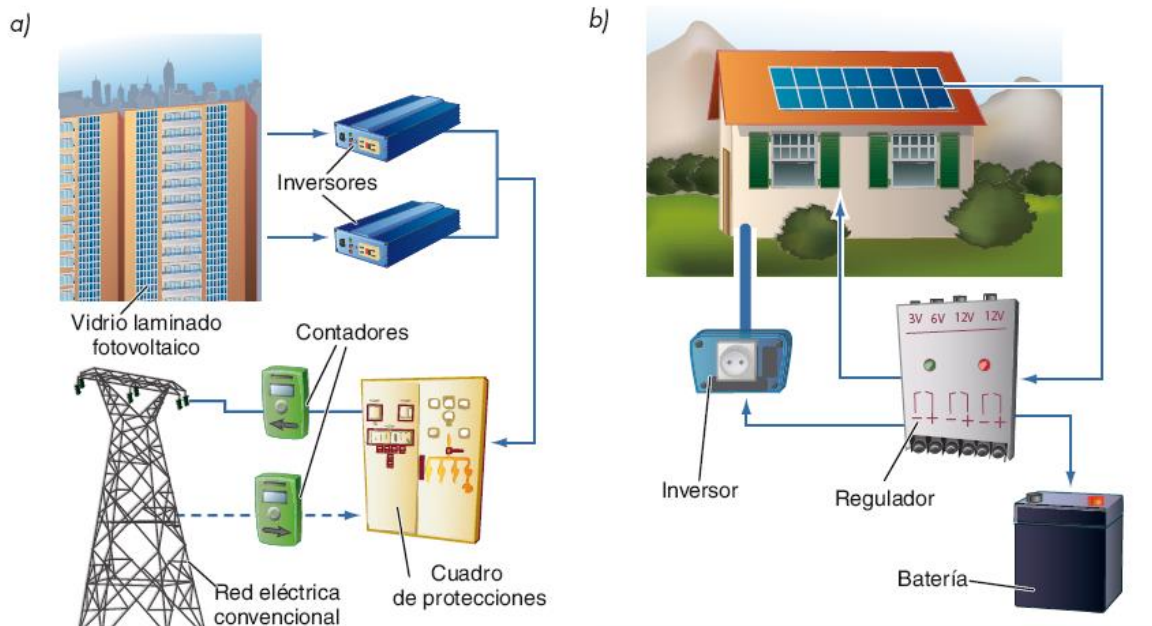 a)
Inversores
Vidrio laminado
fotovoltaico
Contadores
Red eléctrica
convencional
Cuadro
de protecciones
b)
3V 6V 12V 12V
Inversor
Regulador
Batería